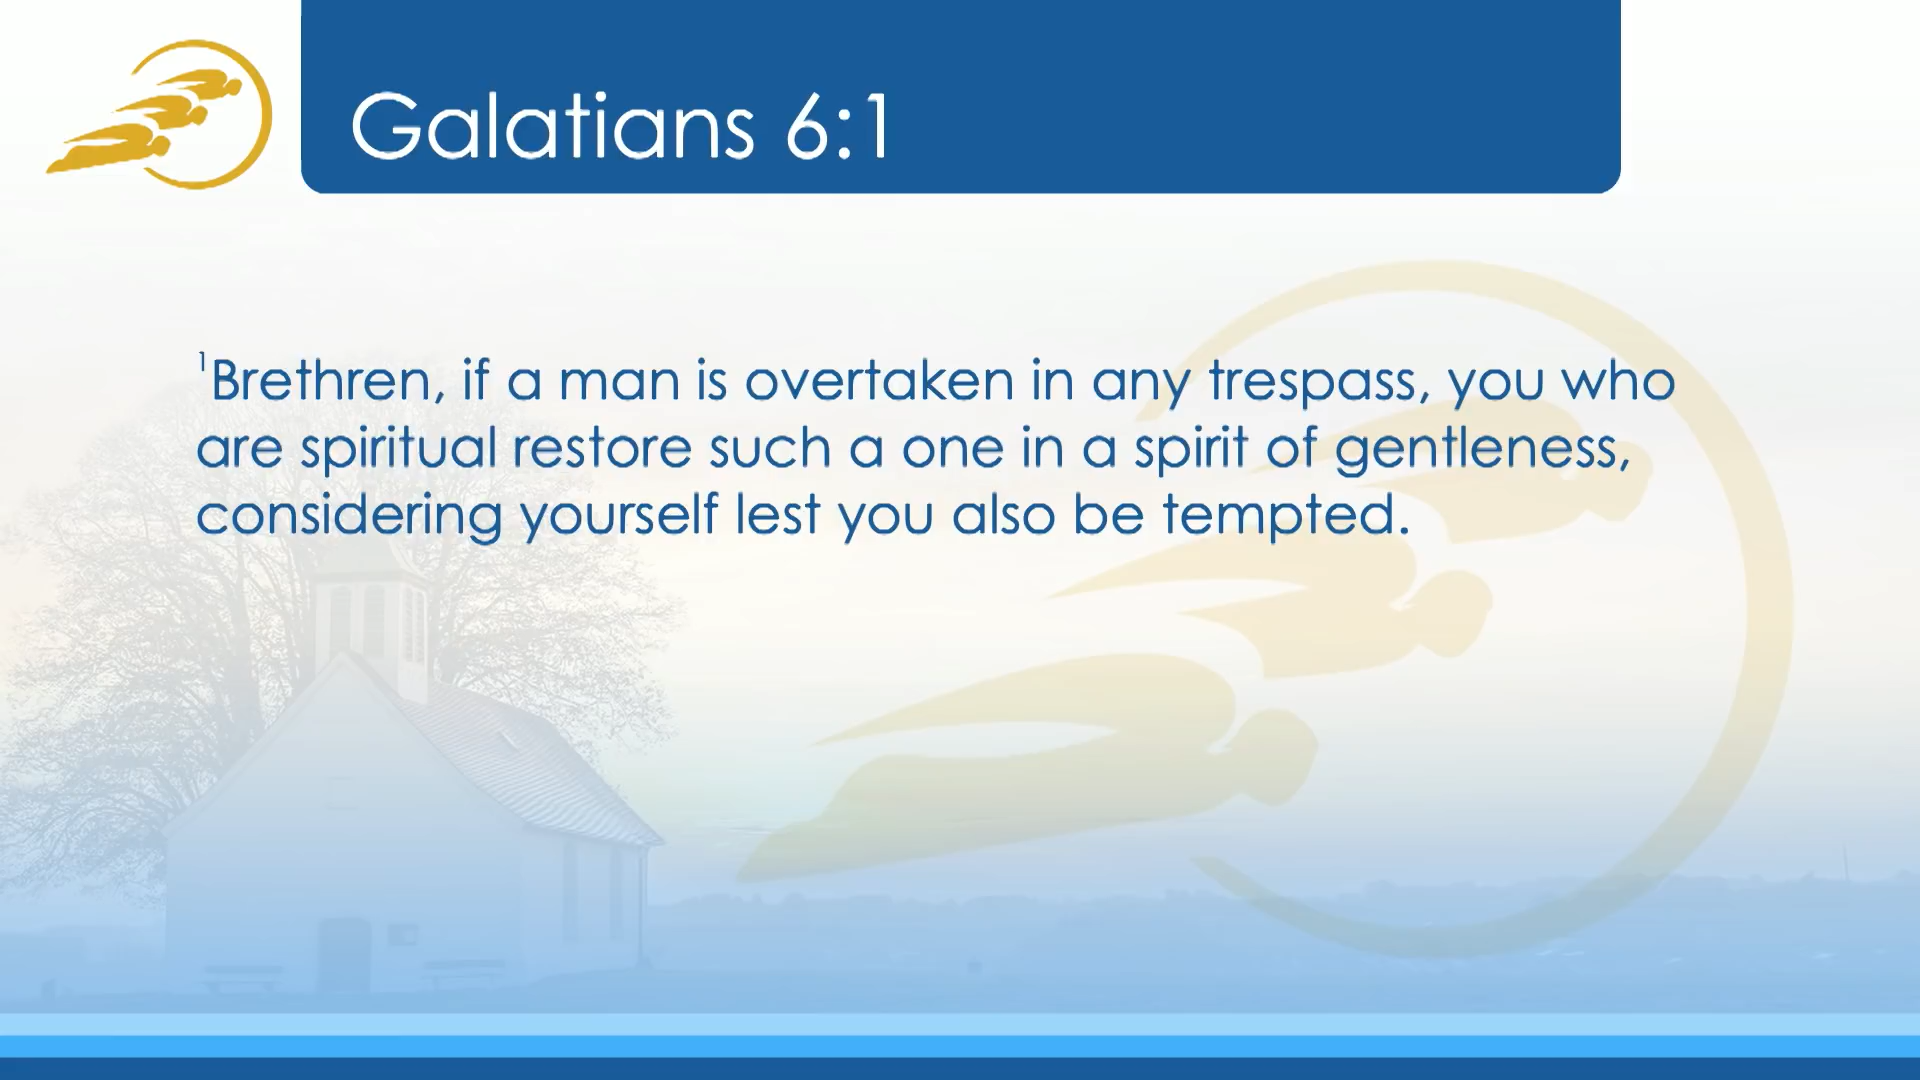 Galatians 6:1
¹Brethren, if a man is overtaken in any trespass, you who
are spiritual restore such a one in a spirit of gentleness,
considering yourself lest you also be tempted.